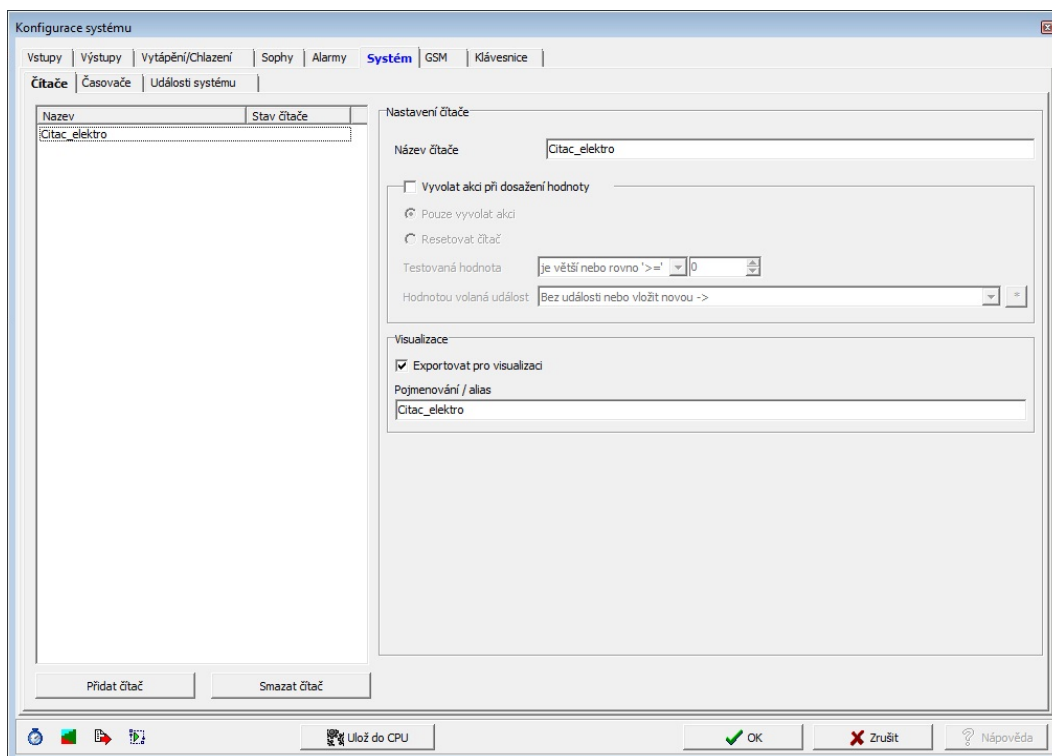 Konfigurace systému
Vstupy Výstupy Vytápění/Chlazení Sophy Alarmy Systém GSM Klávesnice
Čítače Časovače Události systému
Nazev Stav čítače
Citac_elektro
Nastavení čítače
Název čítače Citac_elektro
Vyvolat akci při dosažení hodnoty
Pouze vyvolat akci
Resetovat čítač
Testovaná hodnota je větší nebo rovno '>=' 0
Hodnotou volaná událost Bez události nebo vložit novou -> *
Visualizace
Exportovat pro visualizaci
Pojmenování / alias
Citac_elektro
Přidat čítač Smazat čítač
Ulož do CPU OK Zrušit Nápověda